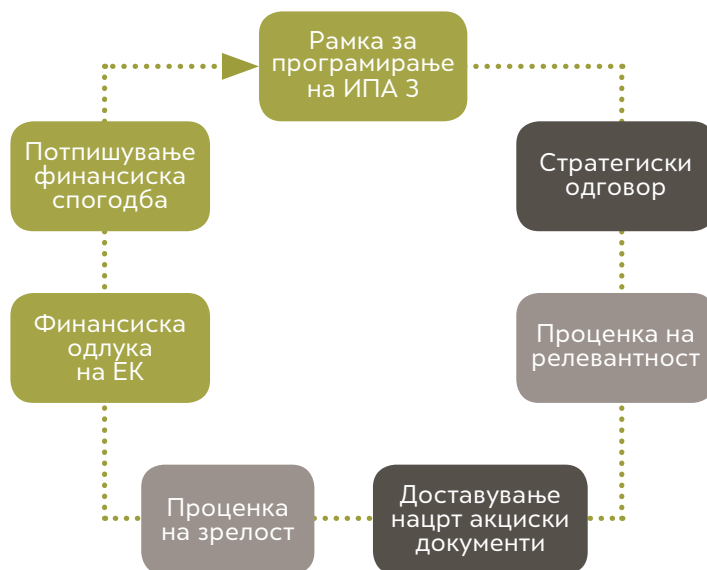 Рамка за
програмирање
на ИПА 3
Стратегиски
одговор
Проценка на
релевантност
Доставување
нацрт акциски
документи
Проценка
на зрелост
Финансиска
одлука
на ЕК
Потпишување
финансиска
спогодба